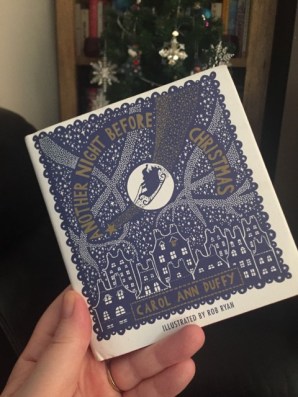 ANOTHER NIGHT BEFORE CHRISTMAS
CAROL ANN DUFFY
ILLUSTRATED BY ROB RYAN